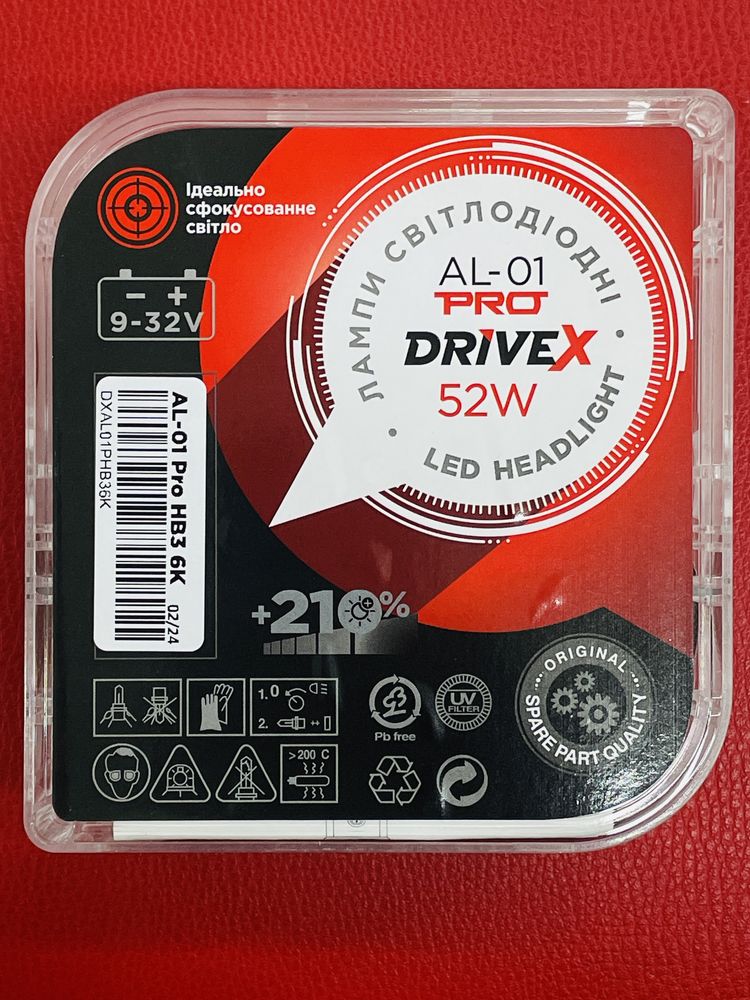 Ідеально
сфокусованне
світло
– +
9-32V
ЛАМПИ СВІТЛОДІОДНІ
AL-01
PRO
DRIVEX
52W
LED HEADLIGHT
AL-01 Pro HB3 6K
02/24
DXAL01PHB36K
+210%
1.0
2.
Pb free
UV
FILTER
ORIGINAL
SPARE PART QUALITY
>200 C